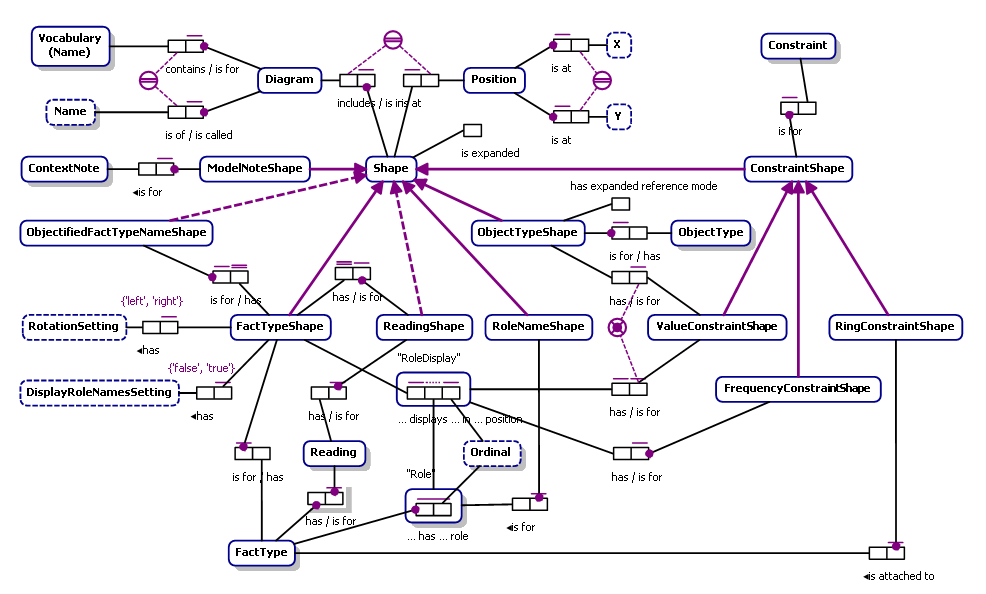 Vocabulary
(Name)
contains / is for
Diagram
Name
is of / is called
includes / is in
is at
Position
X
is at
Y
is at
Constraint
is for
is expanded
ContextNote
◂is for
ModelNoteShape
Shape
ConstraintShape
has expanded reference mode
ObjectifiedFactTypeNameShape
ObjectTypeShape
is for / has
ObjectType
is for / has
has / is for
has / is for
{'left', 'right'}
RotationSetting
◂has
FactTypeShape
ReadingShape
RoleNameShape
ValueConstraintShape
RingConstraintShape
{'false', 'true'}
DisplayRoleNamesSetting
◂has
"RoleDisplay"
... displays ... in ... position
has / is for
has / is for
FrequencyConstraintShape
is for / has
Reading
Ordinal
has / is for
has / is for
"Role"
... has ... role
◂is for
FactType
◂is attached to